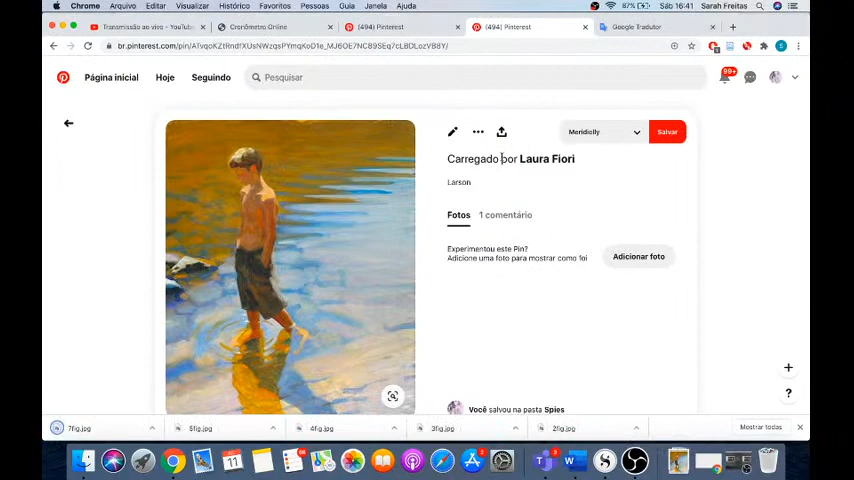 Chrome Arquivo Editar Visualizar Histórico Favoritos Pessoas Guia Janela Ajuda 87% Sáb 16:41 Sarah Freitas
Transmissão ao vivo - YouTub Cronômetro Online (494) Pinterest (494) Pinterest Google Tradutor
br.pinterest.com/pin/
Página inicial Hoje Seguindo Pesquisar 99+
Meridielly Salvar
Carregado por Laura Fiori
Larson
Fotos 1 comentário
Experimentou este Pin?
Adicione uma foto para mostrar como foi
Adicionar foto
Você salvou na pasta Spies
7fig.jpg 5fig.jpg 4fig.jpg 3fig.jpg 2fig.jpg Mostrar todas
11